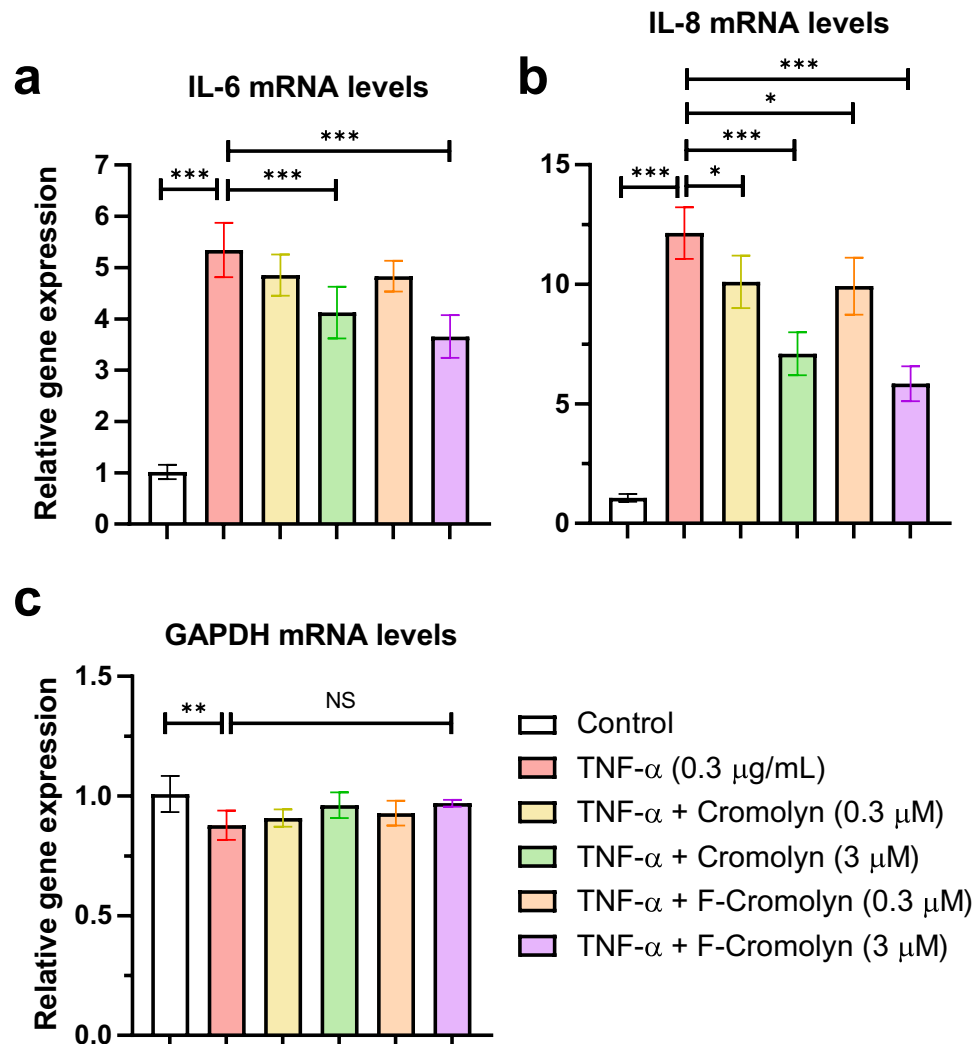 a
IL-6 mRNA levels
Relative gene expression
7
6
5
4
3
2
1
0
***
***
***
b
IL-8 mRNA levels
15
10
5
0
***
*
***
*
***
c
GAPDH mRNA levels
Relative gene expression
1.5
1.0
0.5
0.0
**
NS
Control
TNF-α (0.3 μg/mL)
TNF-α + Cromolyn (0.3 μM)
TNF-α + Cromolyn (3 μM)
TNF-α + F-Cromolyn (0.3 μM)
TNF-α + F-Cromolyn (3 μM)